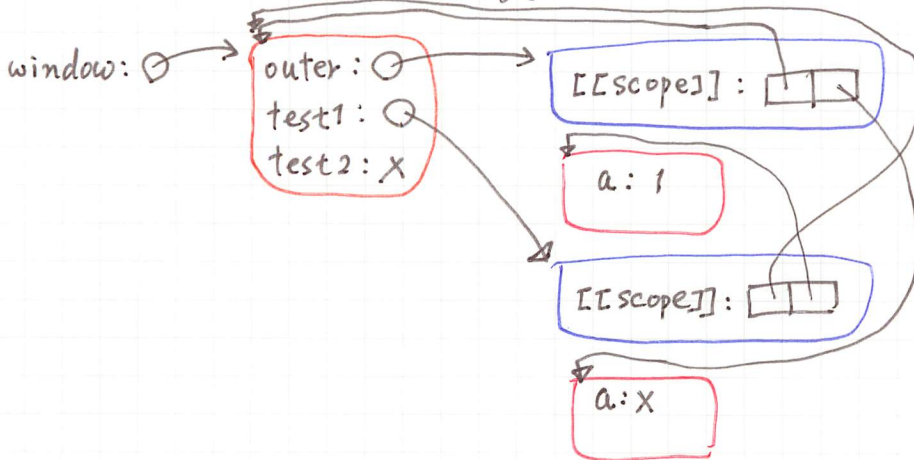 window:
outer:
test1:
test2: X
[[scope]]:
a: 1
[[scope]]:
a: X